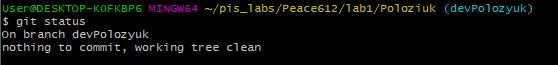 User@DESKTOP-KOFKBP6 MINGW64 ~/pis_labs/Peace612/lab1/Poloziuk (devPolozyuk)
$ git status
On branch devPolozyuk
nothing to commit, working tree clean